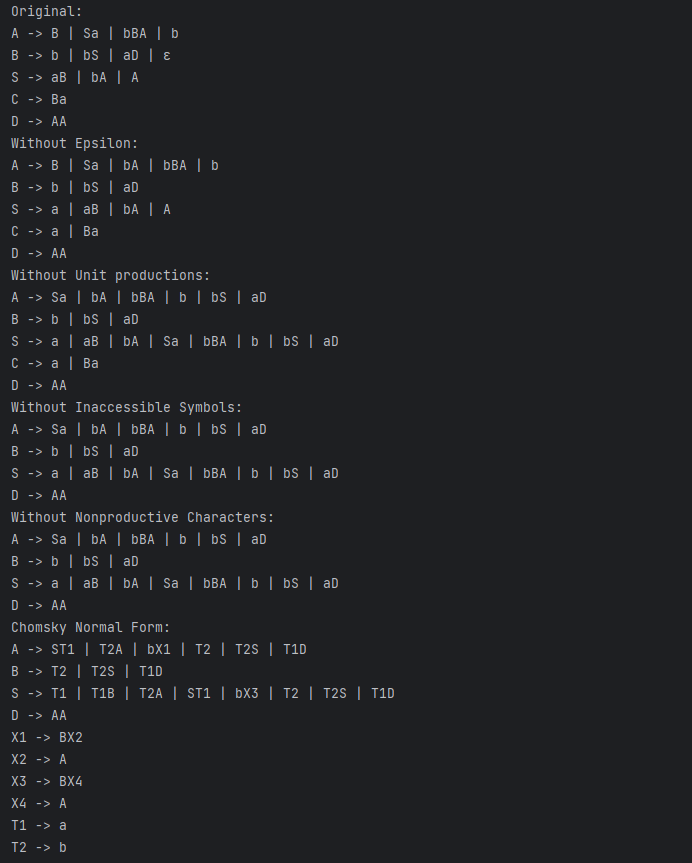 Original:
A -> B | Sa | bBA | b
B -> b | bS | aD | ε
S -> aB | bA | A
C -> Ba
D -> AA
Without Epsilon:
A -> B | Sa | bA | bBA | b
B -> b | bS | aD
S -> a | aB | bA | A
C -> a | Ba
D -> AA
Without Unit productions:
A -> Sa | bA | bBA | b | bS | aD
B -> b | bS | aD
S -> a | aB | bA | Sa | bBA | b | bS | aD
C -> a | Ba
D -> AA
Without Inaccessible Symbols:
A -> Sa | bA | bBA | b | bS | aD
B -> b | bS | aD
S -> a | aB | bA | Sa | bBA | b | bS | aD
D -> AA
Without Nonproductive Characters:
A -> Sa | bA | bBA | b | bS | aD
B -> b | bS | aD
S -> a | aB | bA | Sa | bBA | b | bS | aD
D -> AA
Chomsky Normal Form:
A -> ST1 | T2A | bX1 | T2 | T2S | T1D
B -> T2 | T2S | T1D
S -> T1 | T1B | T2A | ST1 | bX3 | T2 | T2S | T1D
D -> AA
X1 -> BX2
X2 -> A
X3 -> BX4
X4 -> A
T1 -> a
T2 -> b